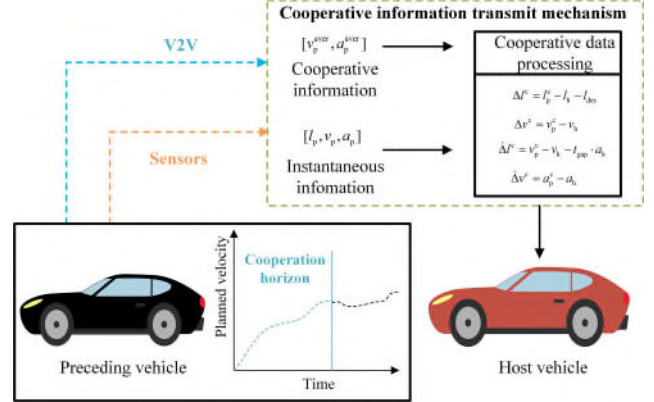 Cooperative information transmit mechanism
V2V
[v_p^aver, a_p^aver]
Cooperative
information
Cooperative data
processing
Δl^c = l_p^c − l_h − l_des
Δv^c = v_p^c − v_h
Δ̇l^c = v_p^c − v_h − t_gap · a_h
Δ̇v^c = a_p^c − a_h
[l_p, v_p, a_p]
Instantaneous
infomation
Sensors
Cooperation
horizon
Planned velocity
Time
Preceding vehicle
Host vehicle